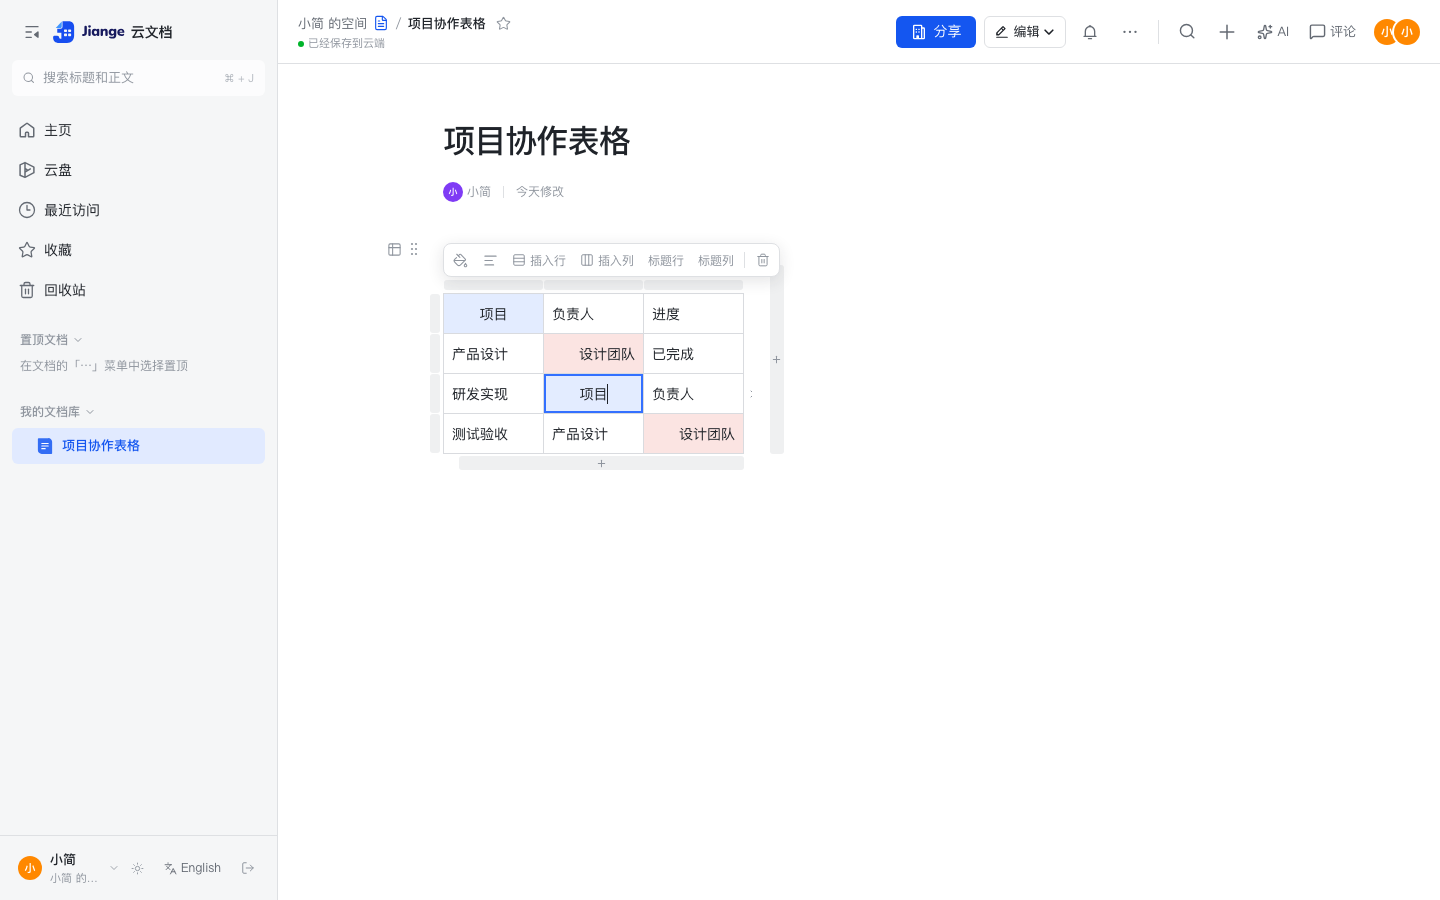 Jiange 云文档
搜索标题和正文 ⌘ + J
主页
云盘
最近访问
收藏
回收站
置顶文档
在文档的「…」菜单中选择置顶
我的文档库
项目协作表格
小简
小简 的...
English
小简 的空间 / 项目协作表格
已经保存到云端
分享
编辑
AI
评论
小 小
项目协作表格
小 小简 今天修改
插入行 插入列 标题行 标题列
项目 负责人 进度
产品设计 设计团队 已完成
研发实现 项目 负责人
测试验收 产品设计 设计团队
小